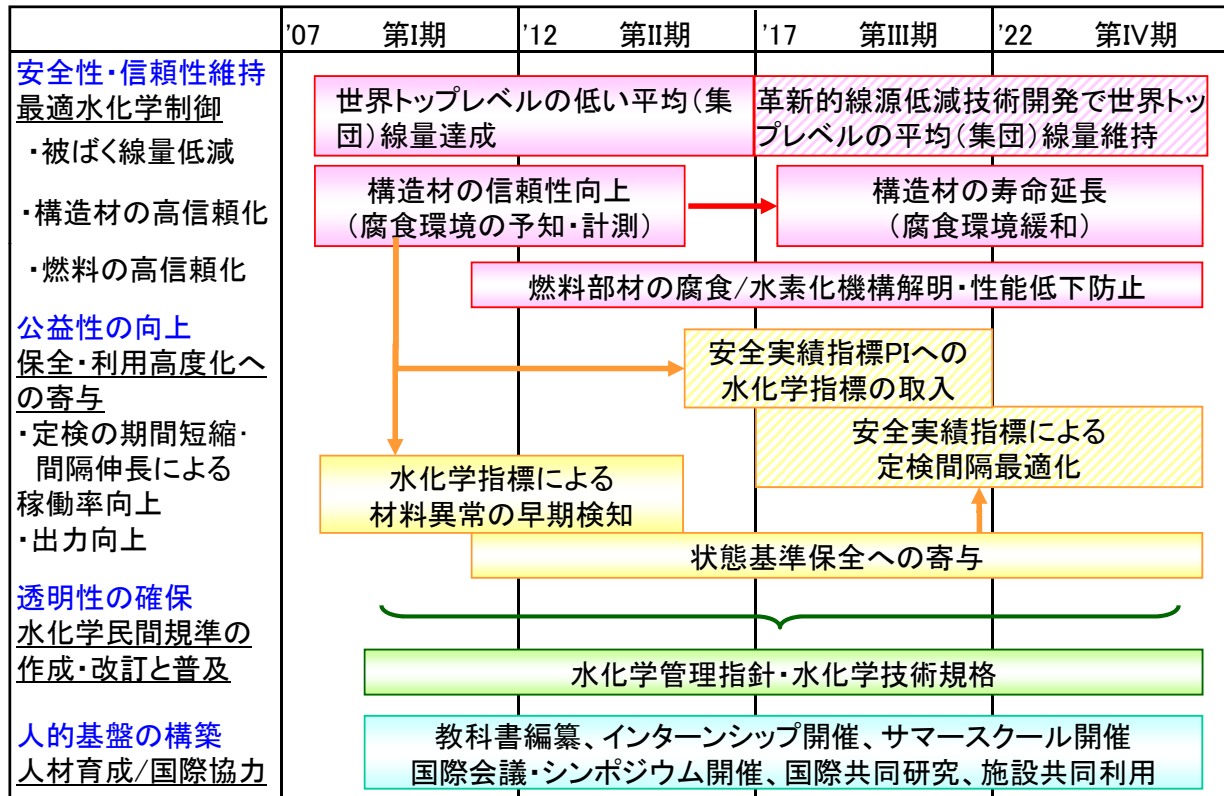 '07 第I期 '12 第II期 '17 第III期 '22 第IV期
安全性・信頼性維持
最適水化学制御
・被ばく線量低減
世界トップレベルの低い平均(集
団)線量達成
革新的線源低減技術開発で世界トッ
プレベルの平均(集団)線量維持
・構造材の高信頼化
構造材の信頼性向上
(腐食環境の予知・計測)
構造材の寿命延長
(腐食環境緩和)
・燃料の高信頼化
燃料部材の腐食/水素化機構解明・性能低下防止
公益性の向上
保全・利用高度化へ
の寄与
・定検の期間短縮・
間隔伸長による
稼働率向上
・出力向上
安全実績指標PIへの
水化学指標の取入
安全実績指標による
定検間隔最適化
水化学指標による
材料異常の早期検知
状態基準保全への寄与
透明性の確保
水化学民間規準の
作成・改訂と普及
水化学管理指針・水化学技術規格
人的基盤の構築
人材育成/国際協力
教科書編纂、インターンシップ開催、サマースクール開催
国際会議・シンポジウム開催、国際共同研究、施設共同利用